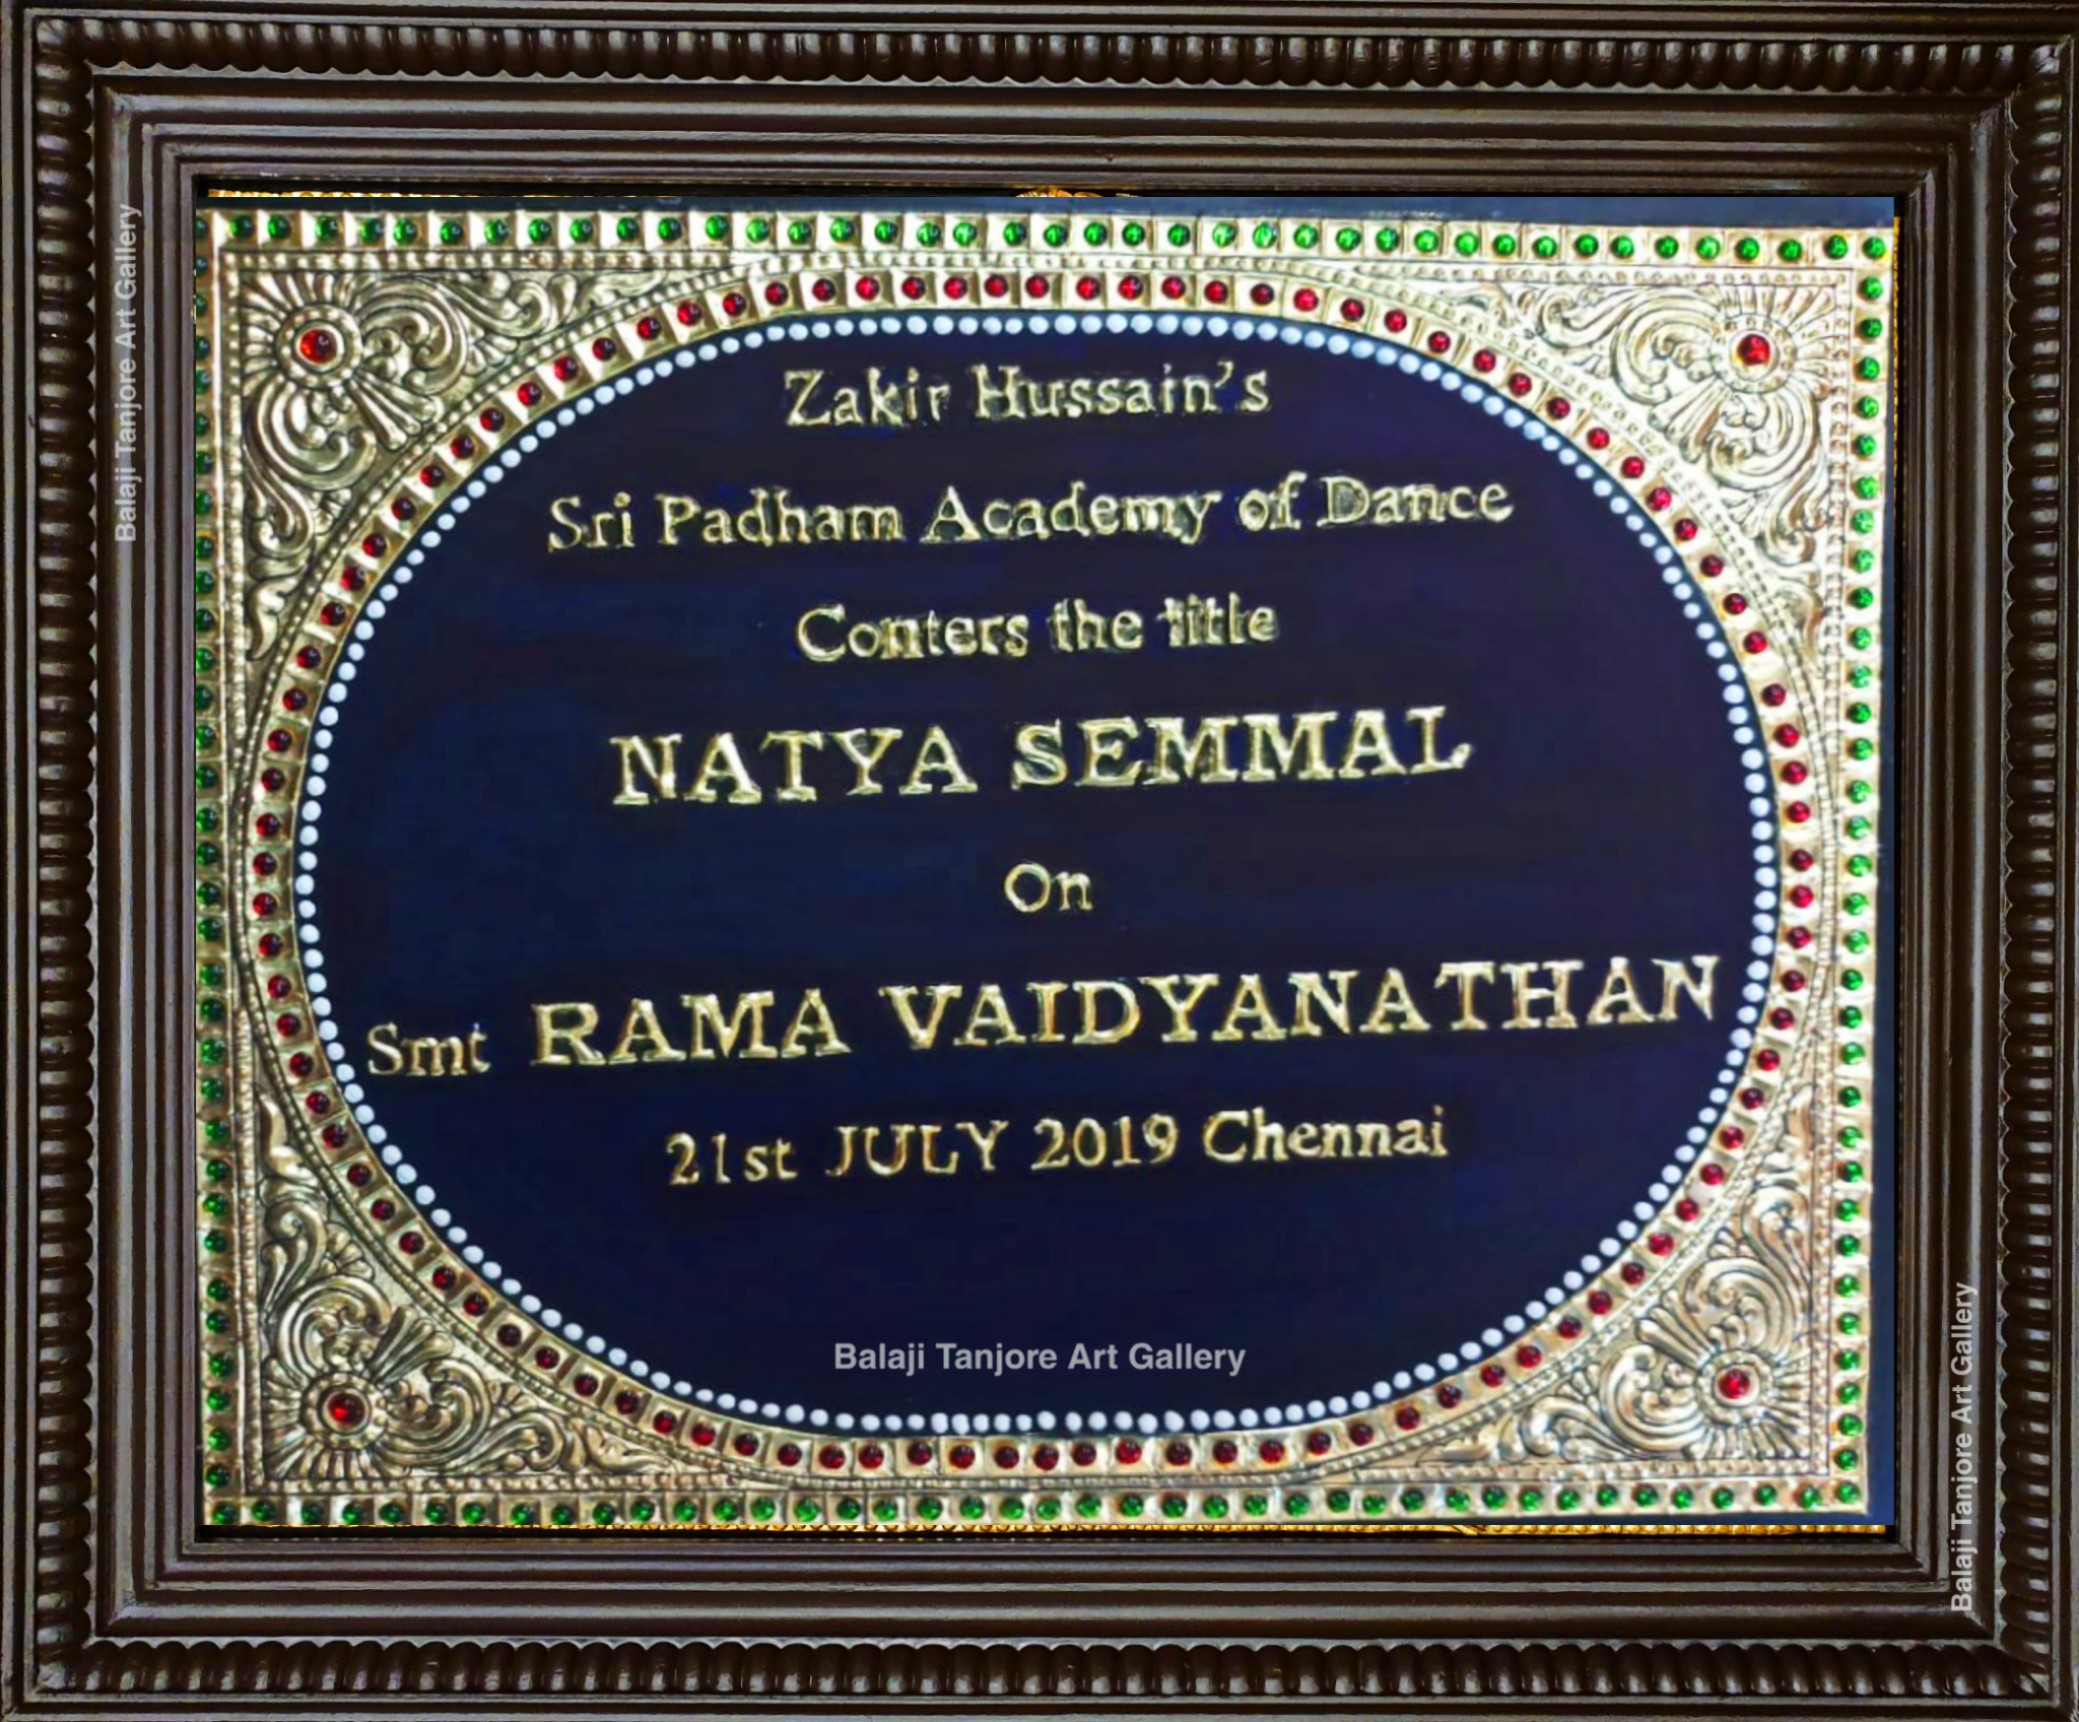 Zakir Hussain's
Sri Padham Academy of Dance
Conters the title
NATYA SEMMAL
On
Smt RAMA VAIDYANATHAN
21st JULY 2019 Chennai
Balaji Tanjore Art Gallery
Balaji Tanjore Art Gallery
Balaji Tanjore Art Gallery